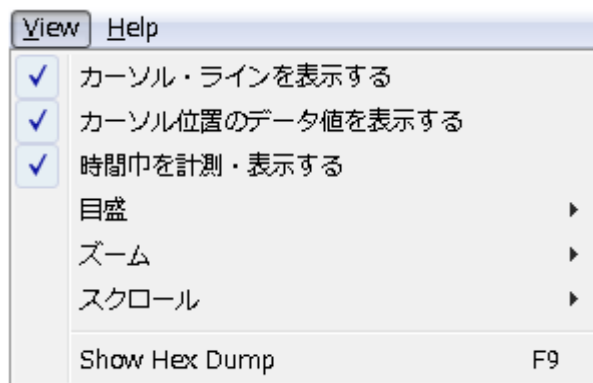 View Help
カーソル・ラインを表示する
カーソル位置のデータ値を表示する
時間巾を計測・表示する
目盛
ズーム
スクロール
Show Hex Dump F9